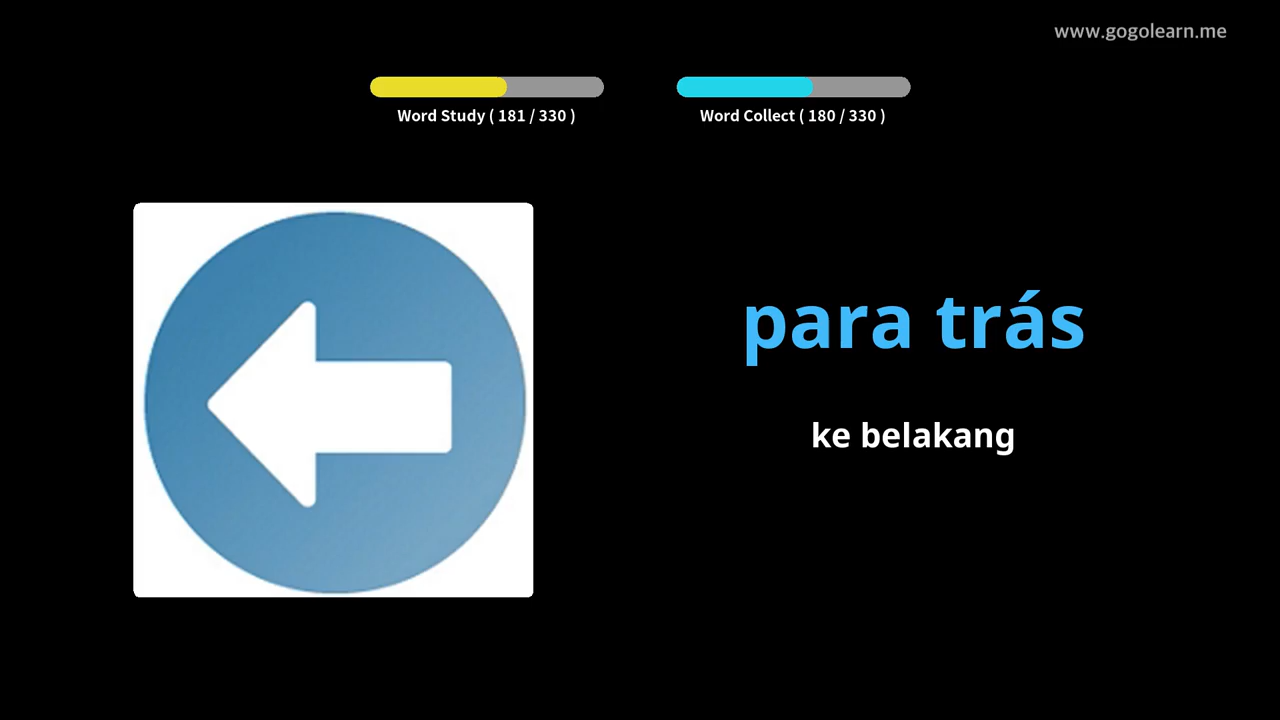 www.gogolearn.me
Word Study ( 181 / 330 )
Word Collect ( 180 / 330 )
para trás
ke belakang